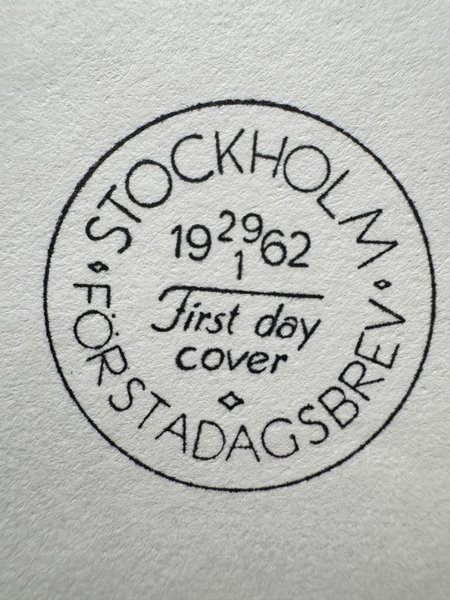 STOCKHOLM
19 29 62
1
First day
cover
FÖRSTADAGSBREV